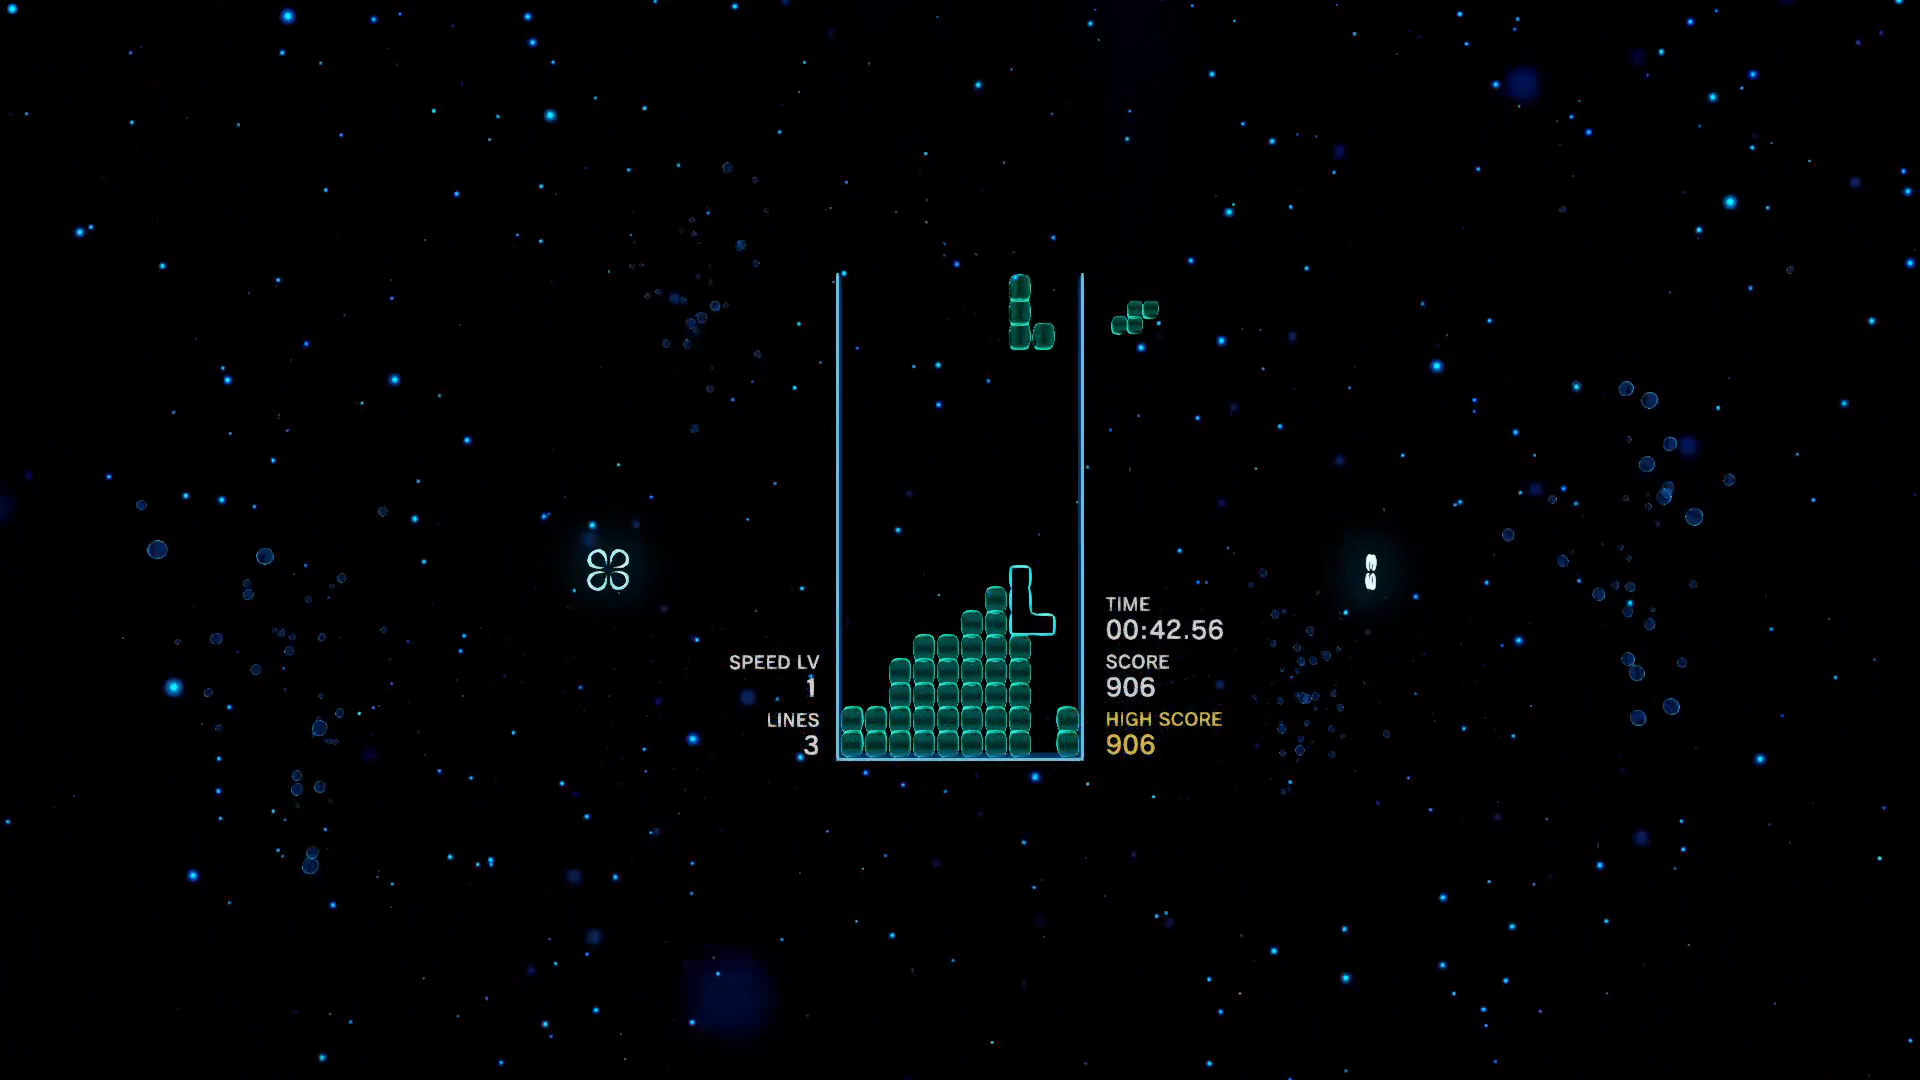 SPEED LV
1
LINES
3
TIME
00:42.56
SCORE
906
HIGH SCORE
906